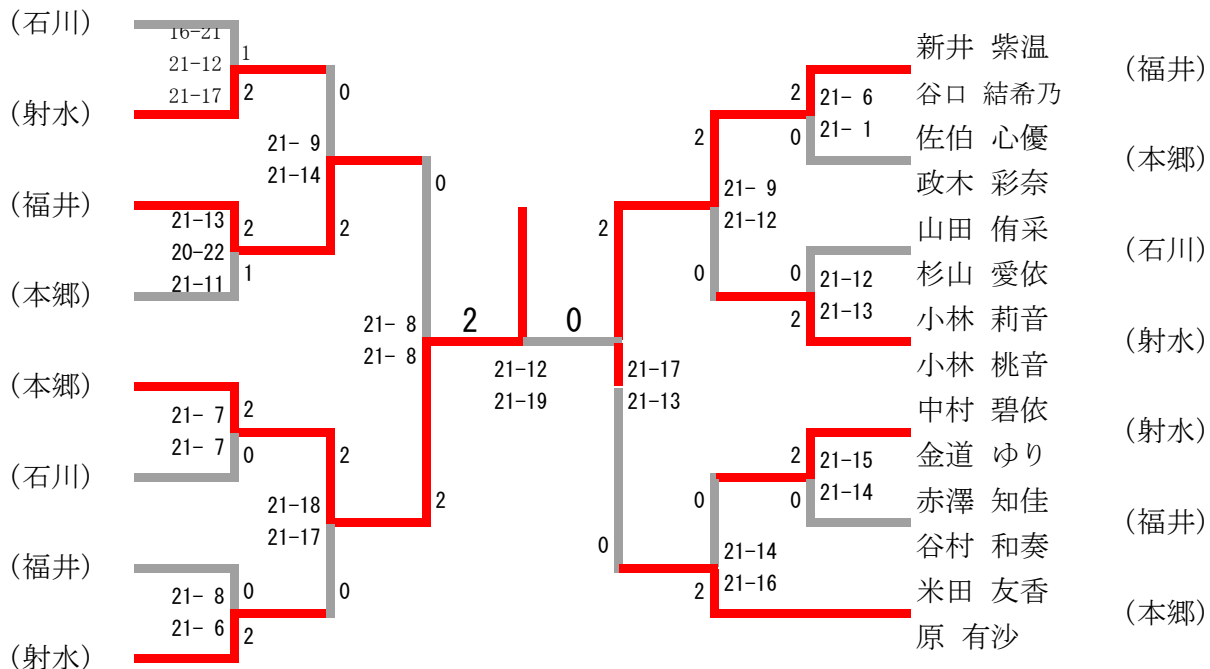 (石川)
16-21
1
21-12
21-17
2
(射水)
0
21- 9
21-14
(福井)
21-13
2
20-22
2
21-11
1
(本郷)
0
21- 8
21- 8
2
0
21-12
21-19
(本郷)
21- 7
2
21- 7
0
(石川)
2
21-18
21-17
2
(福井)
21- 8
0
21- 6
2
0
(射水)
新井 紫温
(福井)
2
21- 6
谷口 結希乃
0
21- 1
佐伯 心優
(本郷)
2
21- 9
政木 彩奈
21-12
2
山田 侑采
(石川)
0
0
21-12
杉山 愛依
21-13
小林 莉音
2
(射水)
21-17
小林 桃音
21-13
中村 碧依
(射水)
2
21-15
金道 ゆり
0
0
21-14
赤澤 知佳
(福井)
0
21-14
谷村 和奏
2
21-16
米田 友香
(本郷)
原 有沙